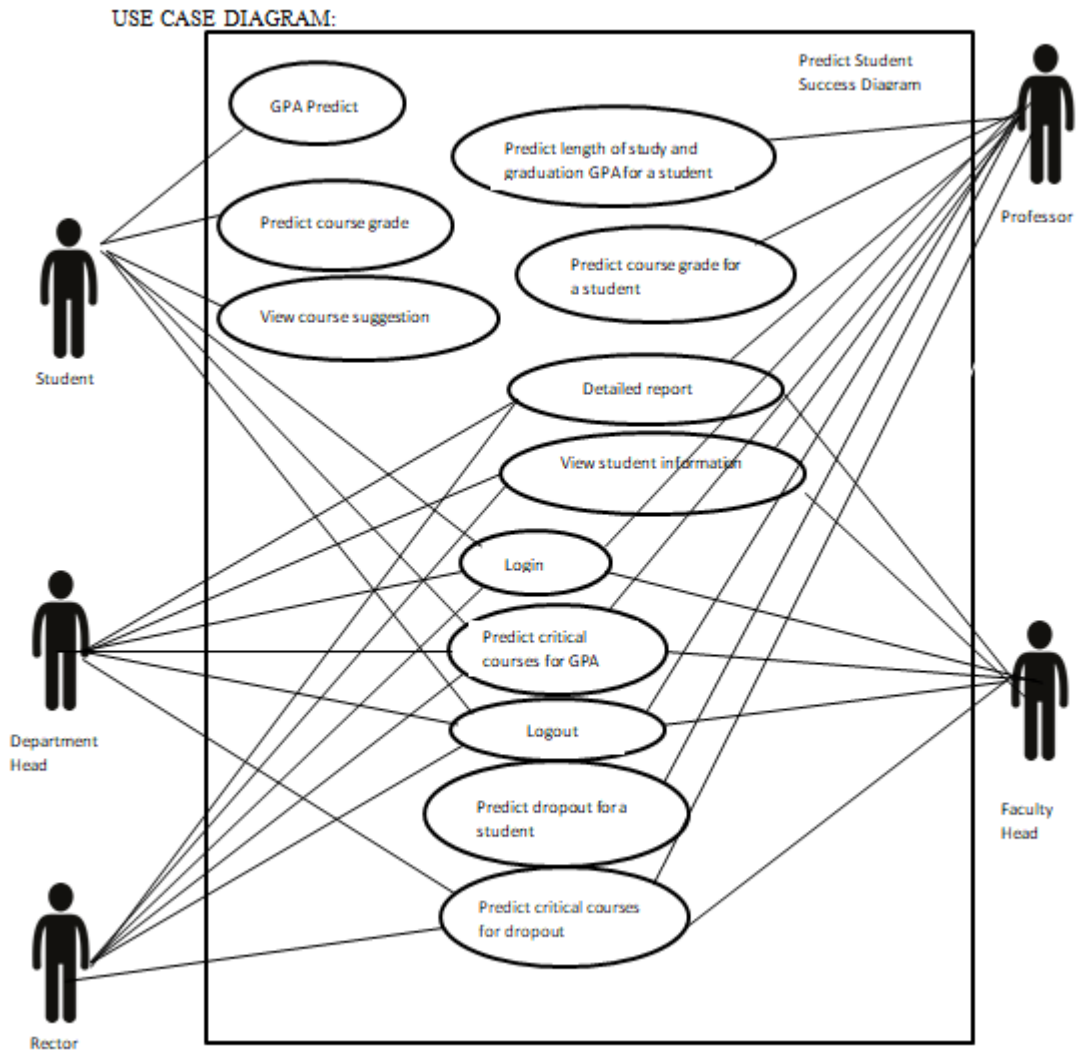 USE CASE DIAGRAM:
Predict Student
Success Diagram
GPA Predict
Predict length of study and
graduation GPA for a student
Professor
Predict course grade
Predict course grade for
a student
View course suggestion
Student
Detailed report
View student information
Login
Predict critical
courses for GPA
Logout
Department
Head
Predict dropout for a
student
Faculty
Head
Predict critical courses
for dropout
Rector